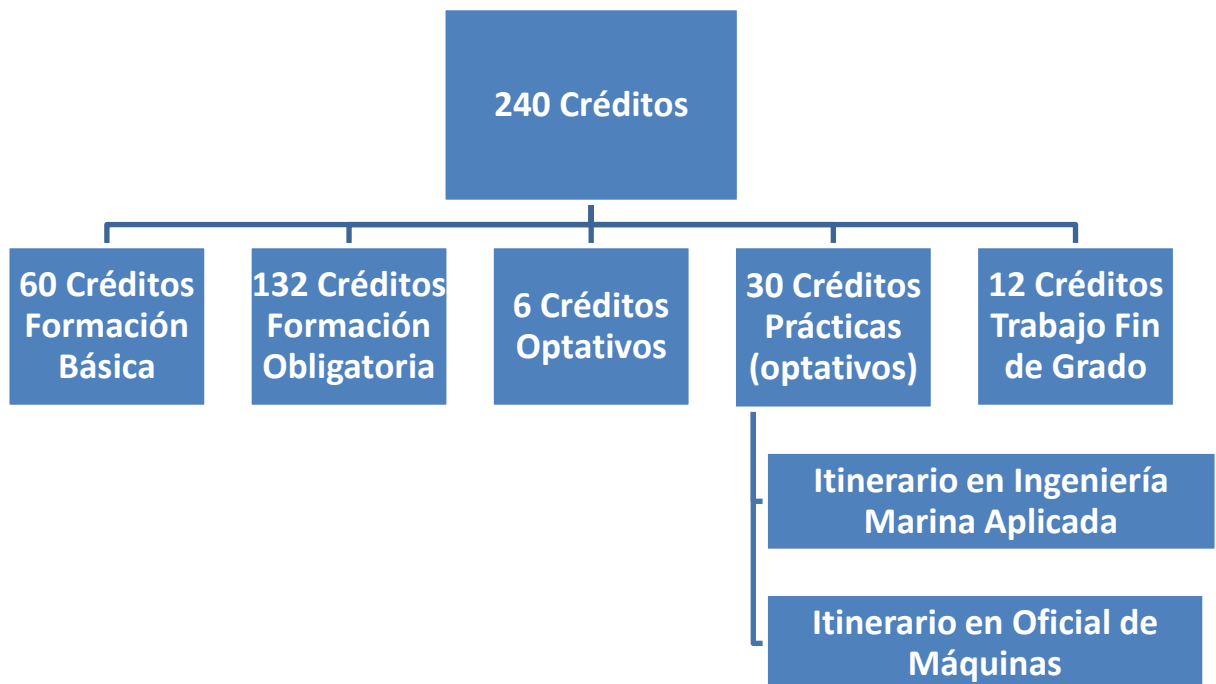 240 Créditos
60 Créditos
Formación
Básica
132 Créditos
Formación
Obligatoria
6 Créditos
Optativos
30 Créditos
Prácticas
(optativos)
12 Créditos
Trabajo Fin
de Grado
Itinerario en Ingeniería
Marina Aplicada
Itinerario en Oficial de
Máquinas